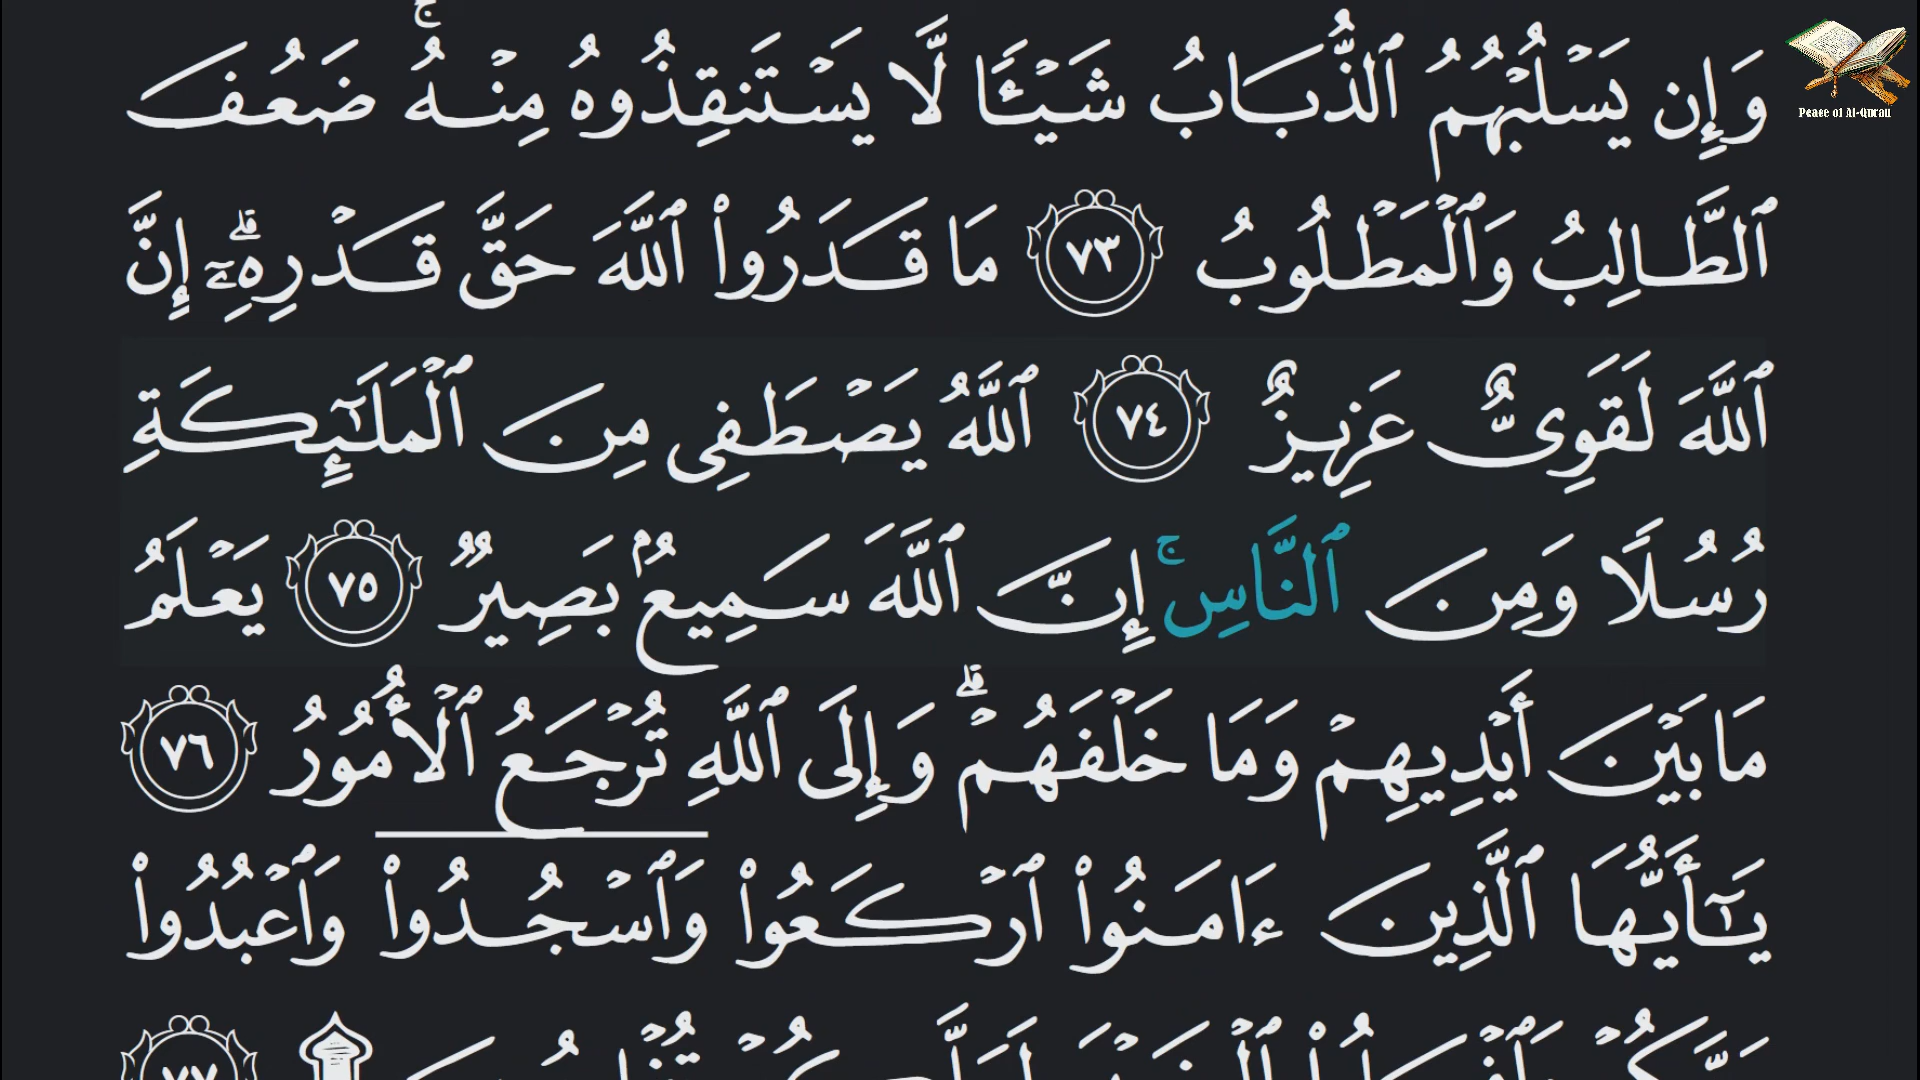 وَإِن يَسْلُبْهُمُ ٱلذُّبَابُ شَيْـًٔا لَّا يَسْتَنقِذُوهُ مِنْهُ ۚ ضَعُفَ
ٱلطَّالِبُ وَٱلْمَطْلُوبُ ٧٣ مَا قَدَرُوا۟ ٱللَّهَ حَقَّ قَدْرِهِۦٓ ۗ إِنَّ
ٱللَّهَ لَقَوِىٌّ عَزِيزٌ ٧٤ ٱللَّهُ يَصْطَفِى مِنَ ٱلْمَلَـٰٓئِكَةِ
رُسُلًا وَمِنَ ٱلنَّاسِ ۚ إِنَّ ٱللَّهَ سَمِيعٌۢ بَصِيرٌ ٧٥ يَعْلَمُ
مَا بَيْنَ أَيْدِيهِمْ وَمَا خَلْفَهُمْ ۗ وَإِلَى ٱللَّهِ تُرْجَعُ ٱلْأُمُورُ ٧٦
يَـٰٓأَيُّهَا ٱلَّذِينَ ءَامَنُوا۟ ٱرْكَعُوا۟ وَٱسْجُدُوا۟ وَٱعْبُدُوا۟
Peace of Al-Quran